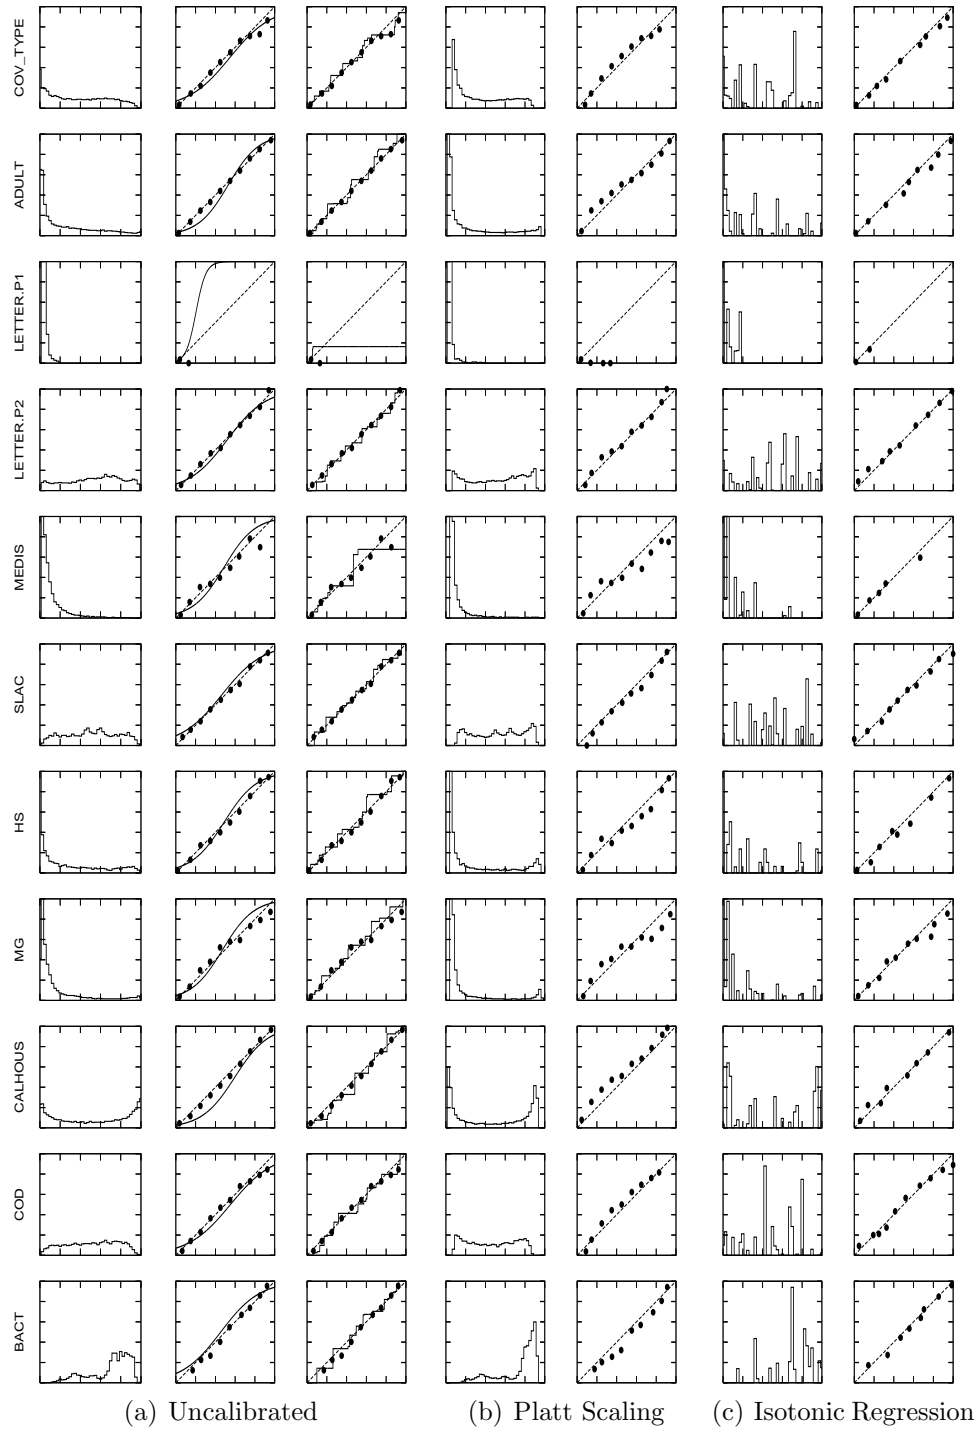 COV_TYPE
ADULT
LETTER.P1
LETTER.P2
MEDIS
SLAC
HS
MG
CALHOUS
COD
BACT
(a) Uncalibrated
(b) Platt Scaling
(c) Isotonic Regression